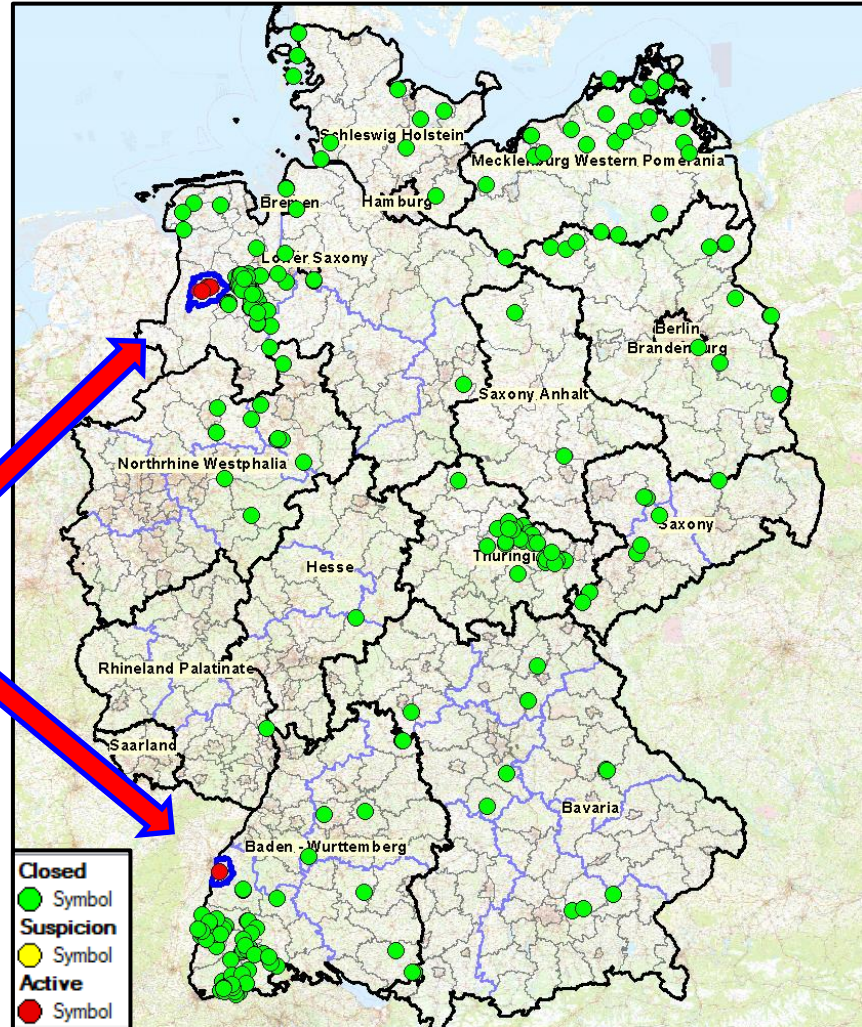 Schleswig Holstein
Mecklenburg Western Pomerania
Hamburg
Bremen
Lower Saxony
Berlin
Brandenburg
Saxony Anhalt
Northrhine Westphalia
Saxony
Thuringi
Hesse
Rhineland Palatinate
Saarland
Bavaria
Baden - Wurttemberg
Closed
Symbol
Suspicion
Symbol
Active
Symbol